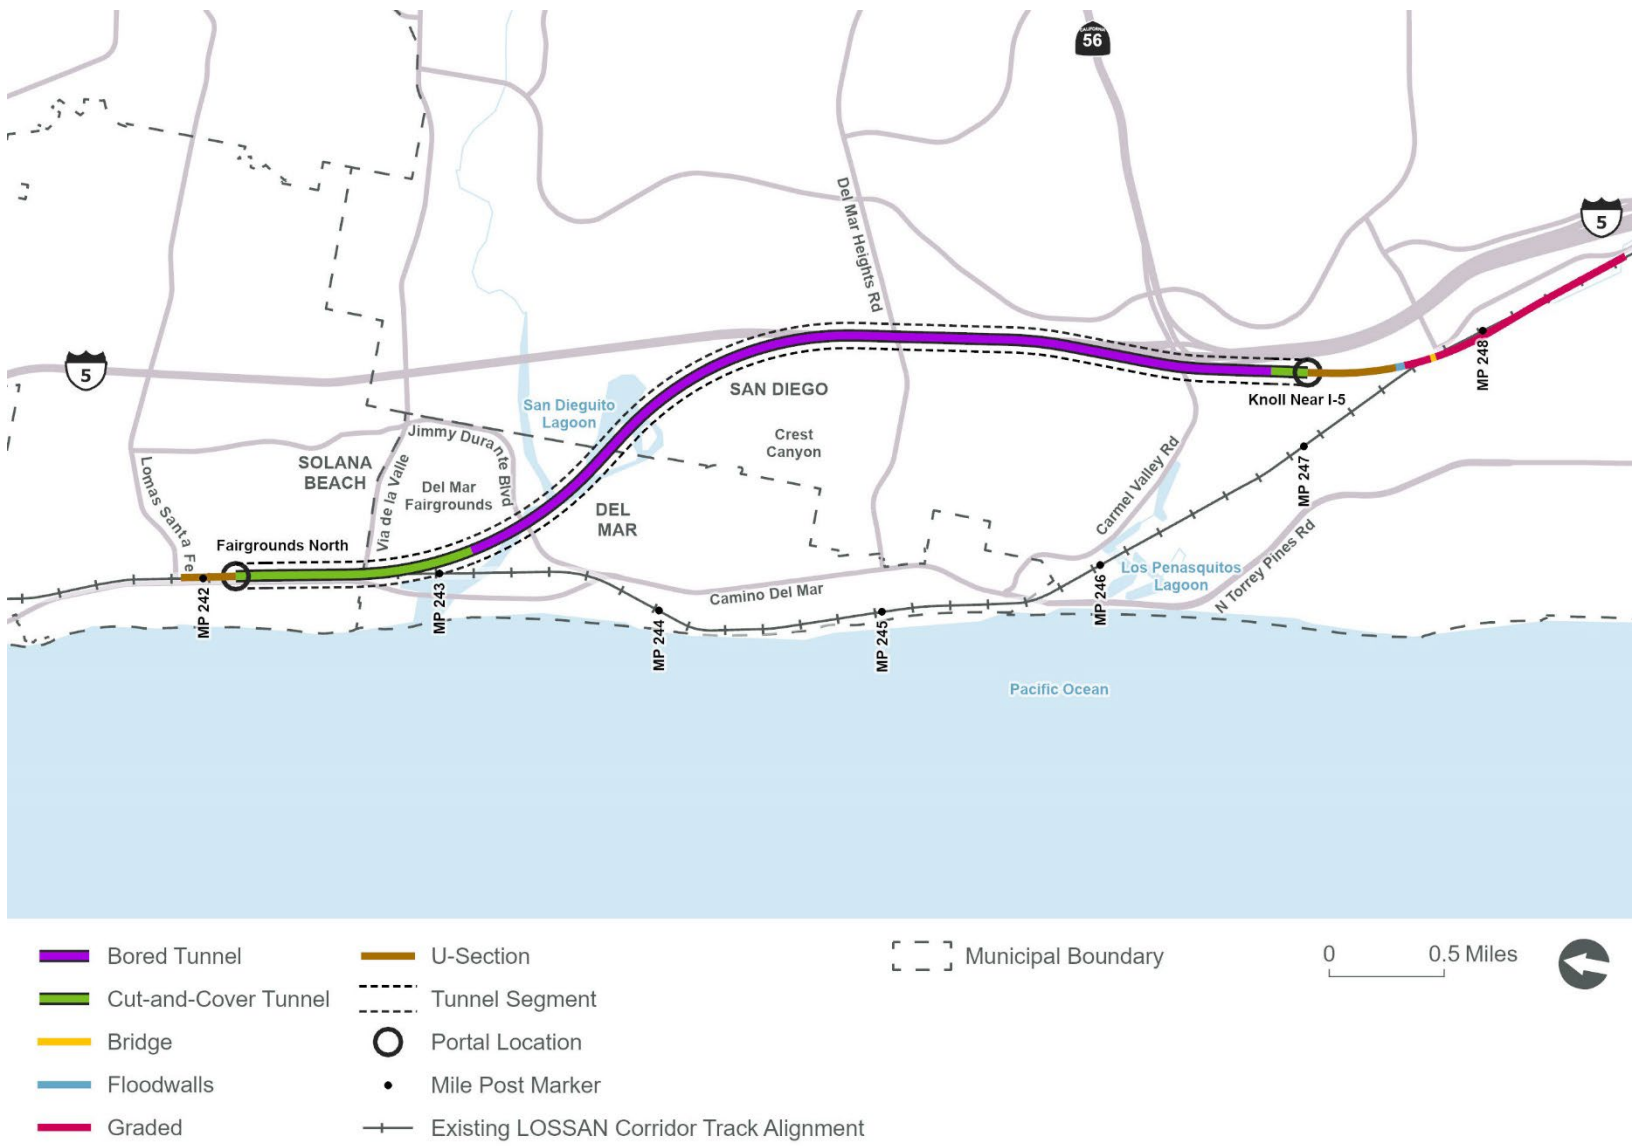 CALIFORNIA
56
5
Del Mar Heights Rd
5
SAN DIEGO
Knoll Near I-5
MP 248
San Dieguito
Lagoon
Crest
Canyon
Jimmy Durante Blvd
SOLANA
BEACH
Via de la Valle
Del Mar
Fairgrounds
Lomas Santa Fe
DEL
MAR
Carmel Valley Rd
MP 247
Fairgrounds North
N Torrey Pines Rd
Los Penasquitos
Lagoon
Camino Del Mar
MP 242
MP 243
MP 244
MP 245
MP 246
Pacific Ocean
Bored Tunnel
Cut-and-Cover Tunnel
Bridge
Floodwalls
Graded
U-Section
Tunnel Segment
Portal Location
Mile Post Marker
Existing LOSSAN Corridor Track Alignment
Municipal Boundary
0 0.5 Miles